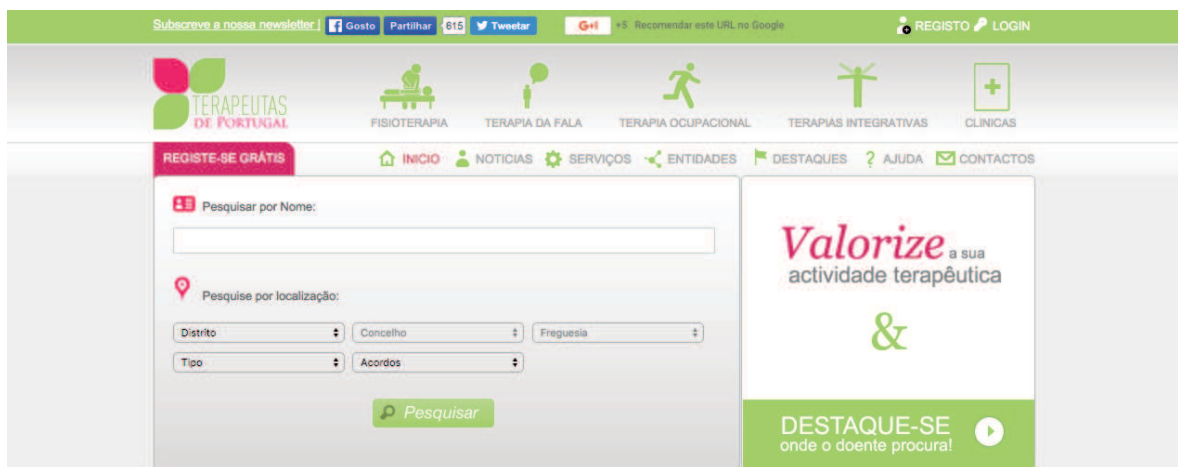 Subscreve a nossa newsletter | Gosto Partilhar 615 Tweetar G+1 +5 Recomendar este URL no Google REGISTO LOGIN
TERAPEUTAS
DE PORTUGAL
FISIOTERAPIA TERAPIA DA FALA TERAPIA OCUPACIONAL TERAPIAS INTEGRATIVAS CLINICAS
REGISTE-SE GRÁTIS INICIO NOTICIAS SERVIÇOS ENTIDADES DESTAQUES AJUDA CONTACTOS
Pesquisar por Nome:
Pesquise por localização:
Distrito Concelho Freguesia
Tipo Acordos
Pesquisar
Valorize a sua
actividade terapêutica
&
DESTAQUE-SE
onde o doente procura!